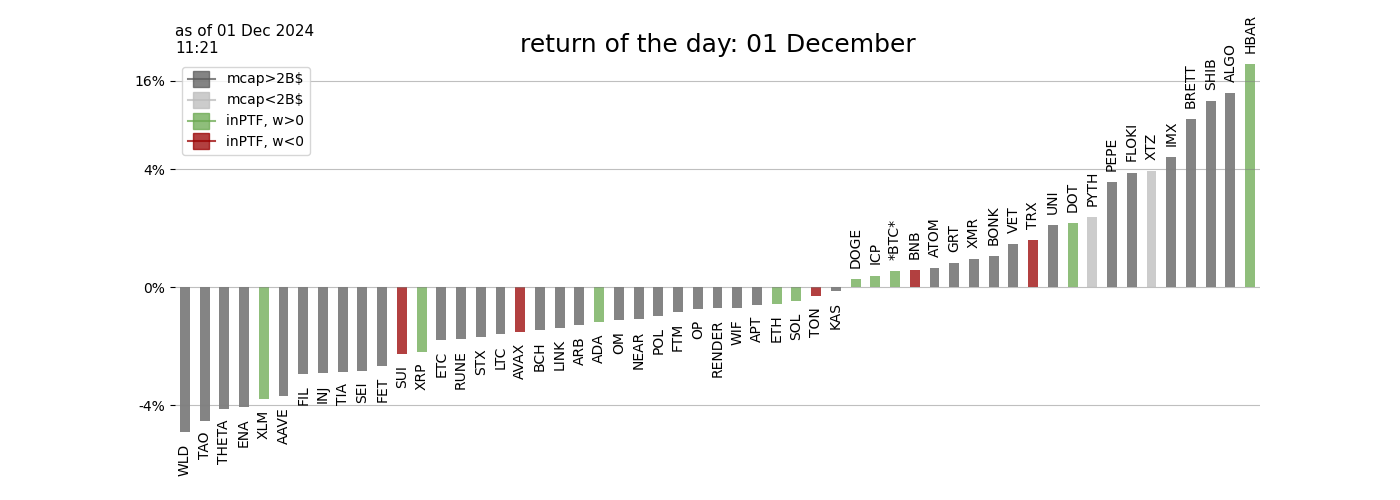 as of 01 Dec 2024
11:21
return of the day: 01 December
mcap>2B$
mcap<2B$
inPTF, w>0
inPTF, w<0
16%
4%
0%
-4%
WLD
TAO
THETA
ENA
XLM
AAVE
FIL
INJ
TIA
SEI
FET
SUI
XRP
ETC
RUNE
STX
LTC
AVAX
BCH
LINK
ARB
ADA
OM
NEAR
POL
FTM
OP
RENDER
WIF
APT
ETH
SOL
TON
KAS
DOGE
ICP
*BTC*
BNB
ATOM
GRT
XMR
BONK
VET
TRX
UNI
DOT
PYTH
PEPE
FLOKI
XTZ
IMX
BRETT
SHIB
ALGO
HBAR